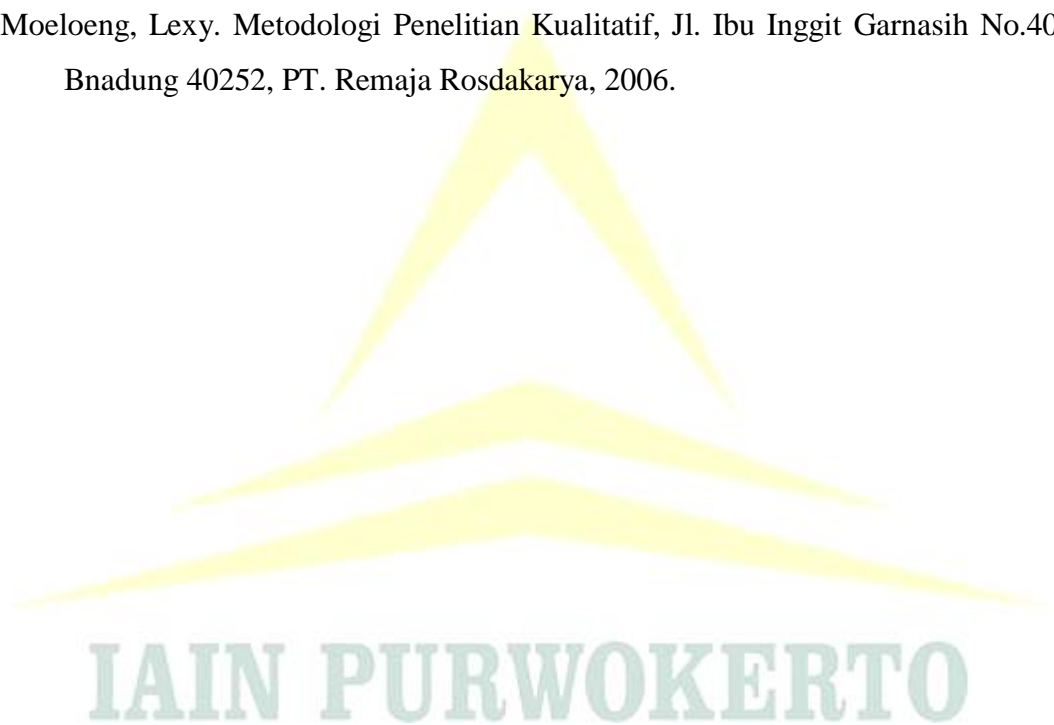 Moeloeng, Lexy. Metodologi Penelitian Kualitatif, Jl. Ibu Inggit Garnasih No.40
Bnadung 40252, PT. Remaja Rosdakarya, 2006.
IAIN PURWOKERTO